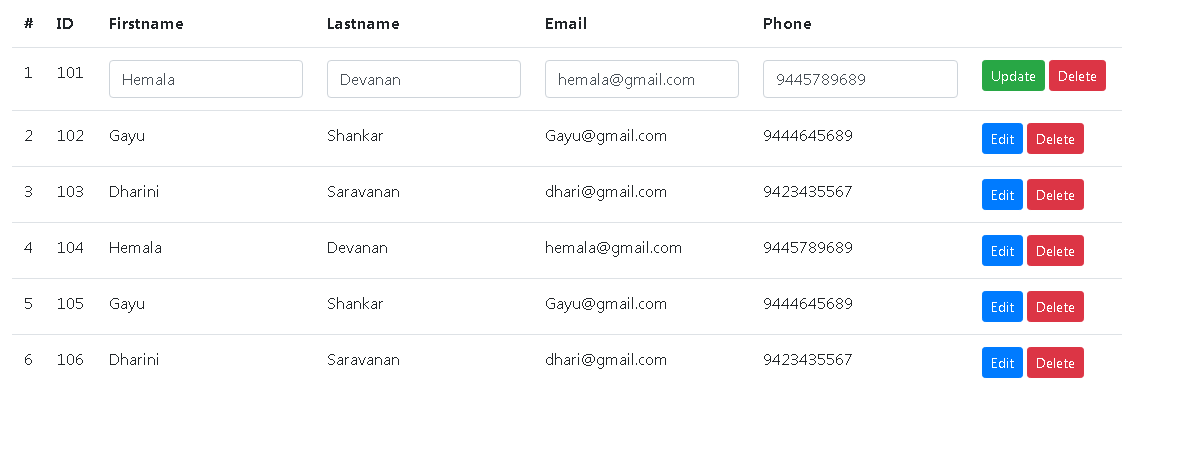 # ID Firstname Lastname Email Phone
1 101 Hemala Devanan hemala@gmail.com 9445789689 Update Delete
2 102 Gayu Shankar Gayu@gmail.com 9444645689 Edit Delete
3 103 Dharini Saravanan dhari@gmail.com 9423435567 Edit Delete
4 104 Hemala Devanan hemala@gmail.com 9445789689 Edit Delete
5 105 Gayu Shankar Gayu@gmail.com 9444645689 Edit Delete
6 106 Dharini Saravanan dhari@gmail.com 9423435567 Edit Delete